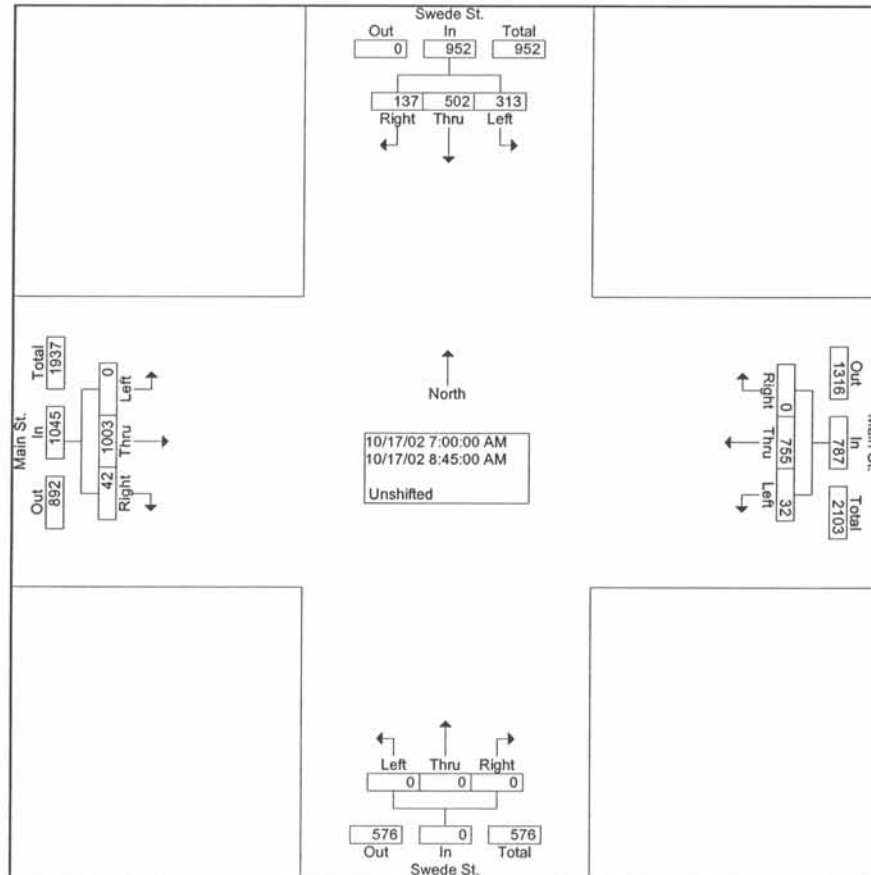 Swede St.
Out In Total
0 952 952
137 502 313
Right Thru Left
North
10/17/02 7:00:00 AM
10/17/02 8:45:00 AM
Unshifted
Main St.
Total In Out
1937 1045 892
0 1003 42
Left Thru Right
Main St.
Out In Total
1316 787 2103
0 755 32
Right Thru Left
Left Thru Right
0 0 0
576 0 576
Out In Total
Swede St.